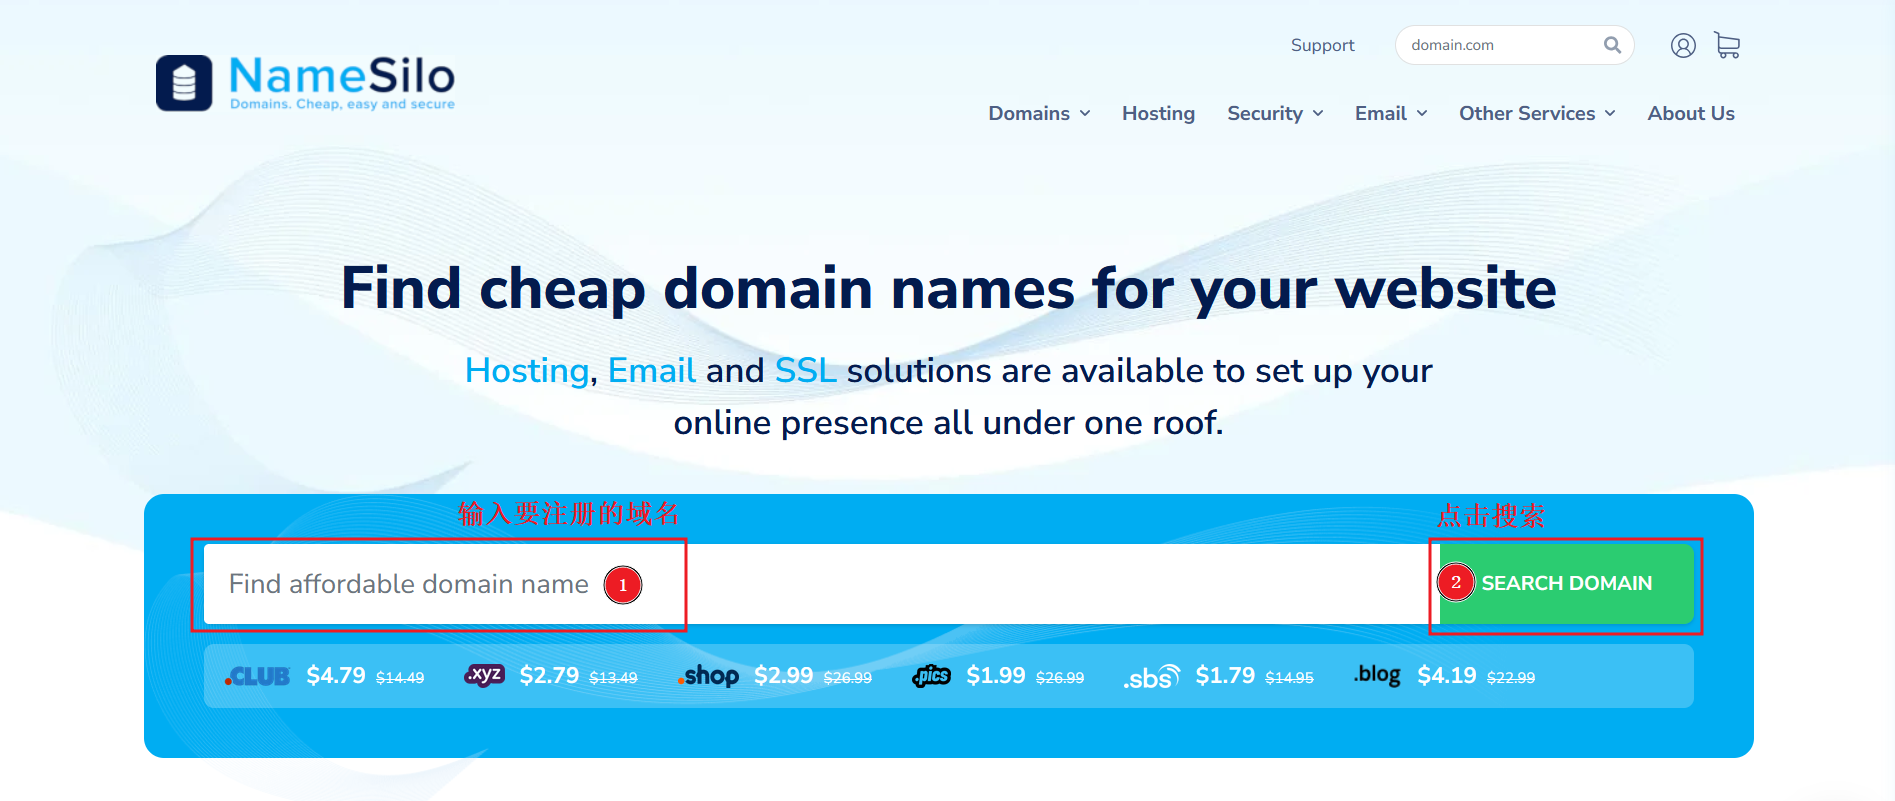 Support
domain.com
NameSilo
Domains. Cheap, easy and secure
Domains Hosting Security Email Other Services About Us
Find cheap domain names for your website
Hosting, Email and SSL solutions are available to set up your
online presence all under one roof.
输入要注册的域名
点击搜索
Find affordable domain name 1
2 SEARCH DOMAIN
.CLUB $4.79 $14.49 .xyz $2.79 $13.49 .shop $2.99 $26.99 .pics $1.99 $26.99 .sbs $1.79 $14.95 .blog $4.19 $22.99